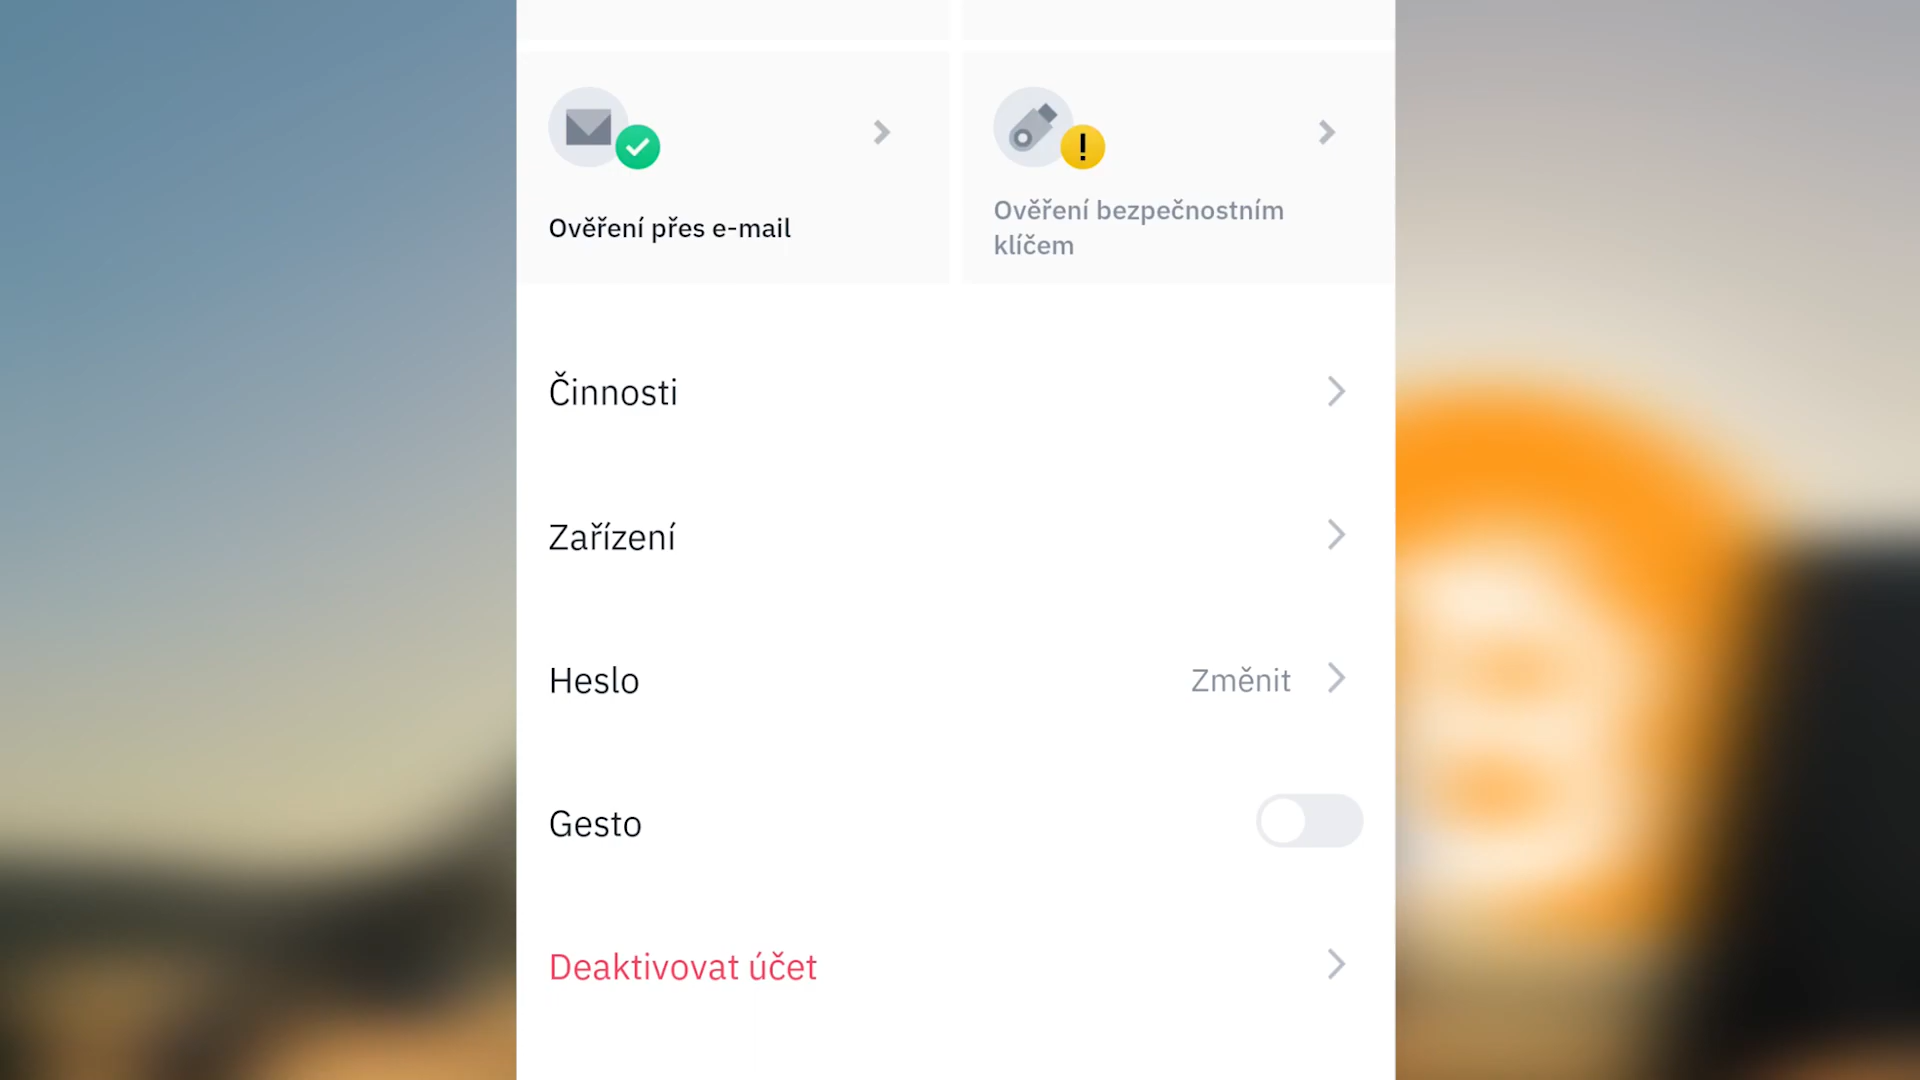 Ověření přes e-mail
Ověření bezpečnostním
klíčem
Činnosti
Zařízení
Heslo
Změnit
Gesto
Deaktivovat účet